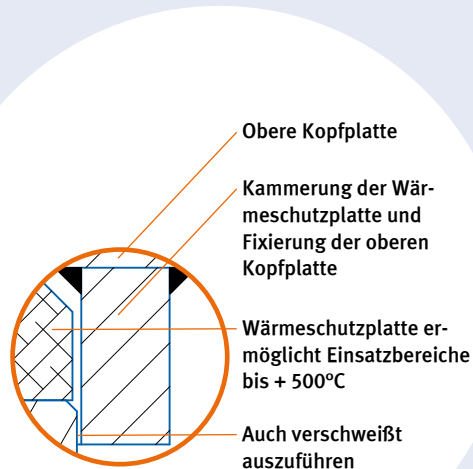 Obere Kopfplatte
Kammerung der Wär-
meschutzplatte und
Fixierung der oberen
Kopfplatte
Wärmeschutzplatte er-
möglicht Einsatzbereiche
bis + 500°C
Auch verschweißt
auszuführen